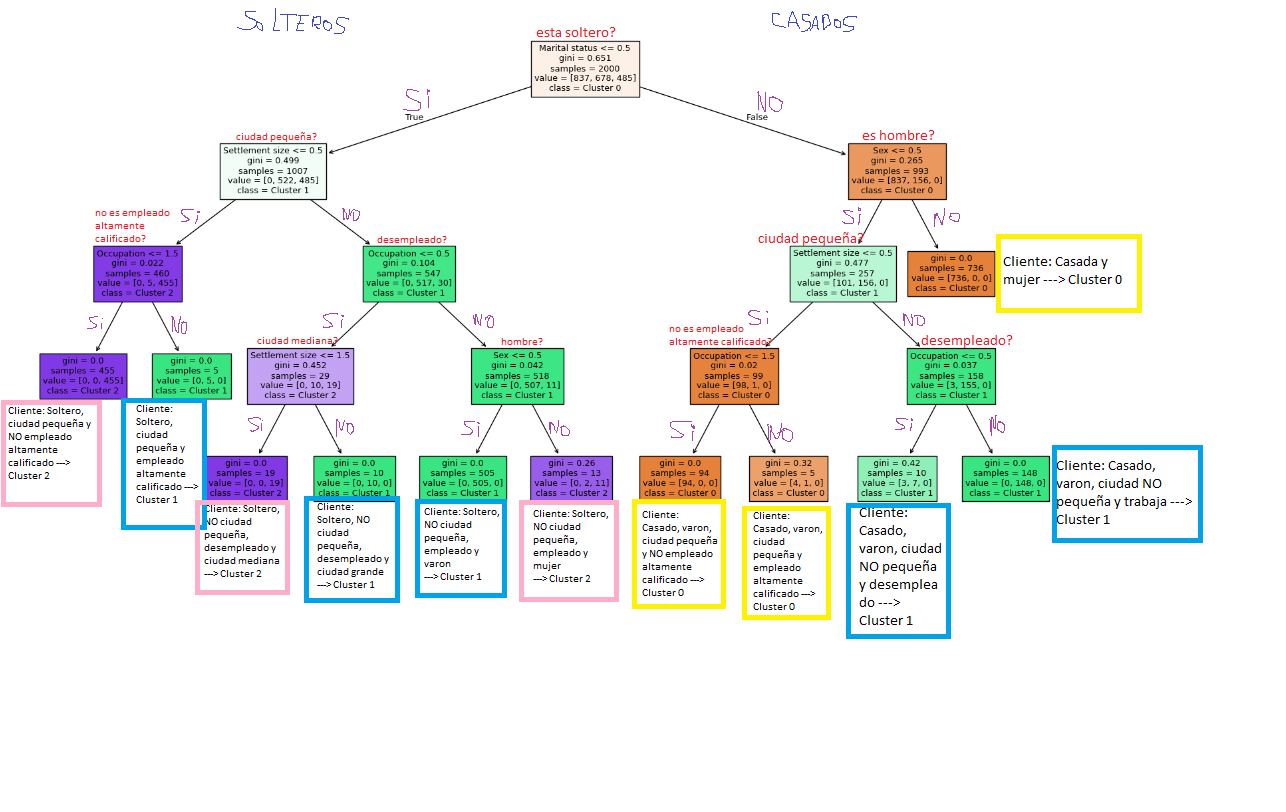 SOLTEROS
CASADOS
esta soltero?
Marital status <= 0.5
gini = 0.651
samples = 2000
value = [837, 678, 485]
class = Cluster 0
Si
True
NO
False
ciudad pequeña?
Settlement size <= 0.5
gini = 0.499
samples = 1007
value = [0, 522, 485]
class = Cluster 1
es hombre?
Sex <= 0.5
gini = 0.265
samples = 993
value = [837, 156, 0]
class = Cluster 0
Si
NO
Si
NO
no es empleado
altamente
calificado?
Occupation <= 1.5
gini = 0.022
samples = 460
value = [0, 5, 455]
class = Cluster 2
desempleado?
Occupation <= 0.5
gini = 0.104
samples = 547
value = [0, 517, 30]
class = Cluster 1
ciudad pequeña?
Settlement size <= 0.5
gini = 0.477
samples = 257
value = [101, 156, 0]
class = Cluster 1
gini = 0.0
samples = 736
value = [736, 0, 0]
class = Cluster 0
Cliente: Casada y
mujer ---> Cluster 0
Si
NO
Si
NO
Si
NO
gini = 0.0
samples = 455
value = [0, 0, 455]
class = Cluster 2
gini = 0.0
samples = 5
value = [0, 5, 0]
class = Cluster 1
ciudad mediana?
Settlement size <= 1.5
gini = 0.452
samples = 29
value = [0, 10, 19]
class = Cluster 2
hombre?
Sex <= 0.5
gini = 0.042
samples = 518
value = [0, 507, 11]
class = Cluster 1
no es empleado
altamente calificado?
Occupation <= 1.5
gini = 0.02
samples = 99
value = [98, 1, 0]
class = Cluster 0
desempleado?
Occupation <= 0.5
gini = 0.037
samples = 158
value = [3, 155, 0]
class = Cluster 1
Cliente: Soltero,
ciudad pequeña y
NO empleado
altamente
calificado --->
Cluster 2
Cliente:
Soltero,
ciudad
pequeña y
empleado
altamente
calificado --->
Cluster 1
Si
NO
Si
NO
Si
NO
Si
NO
gini = 0.0
samples = 19
value = [0, 0, 19]
class = Cluster 2
gini = 0.0
samples = 10
value = [0, 10, 0]
class = Cluster 1
gini = 0.0
samples = 505
value = [0, 505, 0]
class = Cluster 1
gini = 0.26
samples = 13
value = [0, 2, 11]
class = Cluster 2
gini = 0.0
samples = 94
value = [94, 0, 0]
class = Cluster 0
gini = 0.32
samples = 5
value = [4, 1, 0]
class = Cluster 0
gini = 0.42
samples = 10
value = [3, 7, 0]
class = Cluster 1
gini = 0.0
samples = 148
value = [0, 148, 0]
class = Cluster 1
Cliente: Casado,
varon, ciudad NO
pequeña y trabaja --->
Cluster 1
Cliente: Soltero,
NO ciudad
pequeña,
desempleado y
ciudad mediana
---> Cluster 2
Cliente:
Soltero, NO
ciudad
pequeña,
desempleado y
ciudad grande
---> Cluster 1
Cliente: Soltero,
NO ciudad
pequeña,
empleado y
varon
---> Cluster 1
Cliente: Soltero,
NO ciudad
pequeña,
empleado y
mujer
---> Cluster 2
Cliente:
Casado, varon,
ciudad pequeña
y NO empleado
altamente
calificado --->
Cluster 0
Cliente:
Casado, varon,
ciudad
pequeña y
empleado
altamente
calificado --->
Cluster 0
Cliente:
Casado,
varon, ciudad
NO pequeña
y desemplea
do --->
Cluster 1